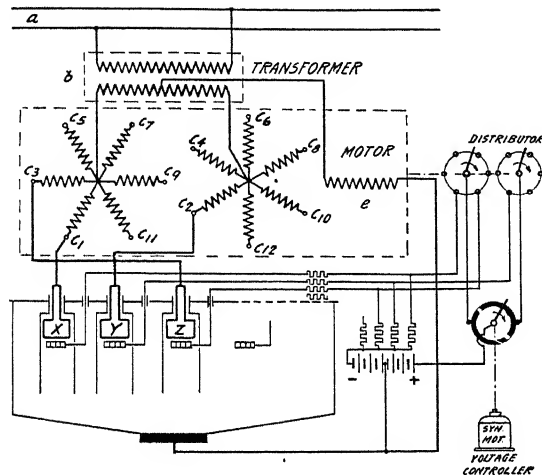 a
b
TRANSFORMER
C5
C7
C6
C4
C8
MOTOR
DISTRIBUTOR
C3
C9
C2
e
C10
C1
C11
C12
X
Y
Z
- +
SYN.
MOT.
VOLTAGE
CONTROLLER